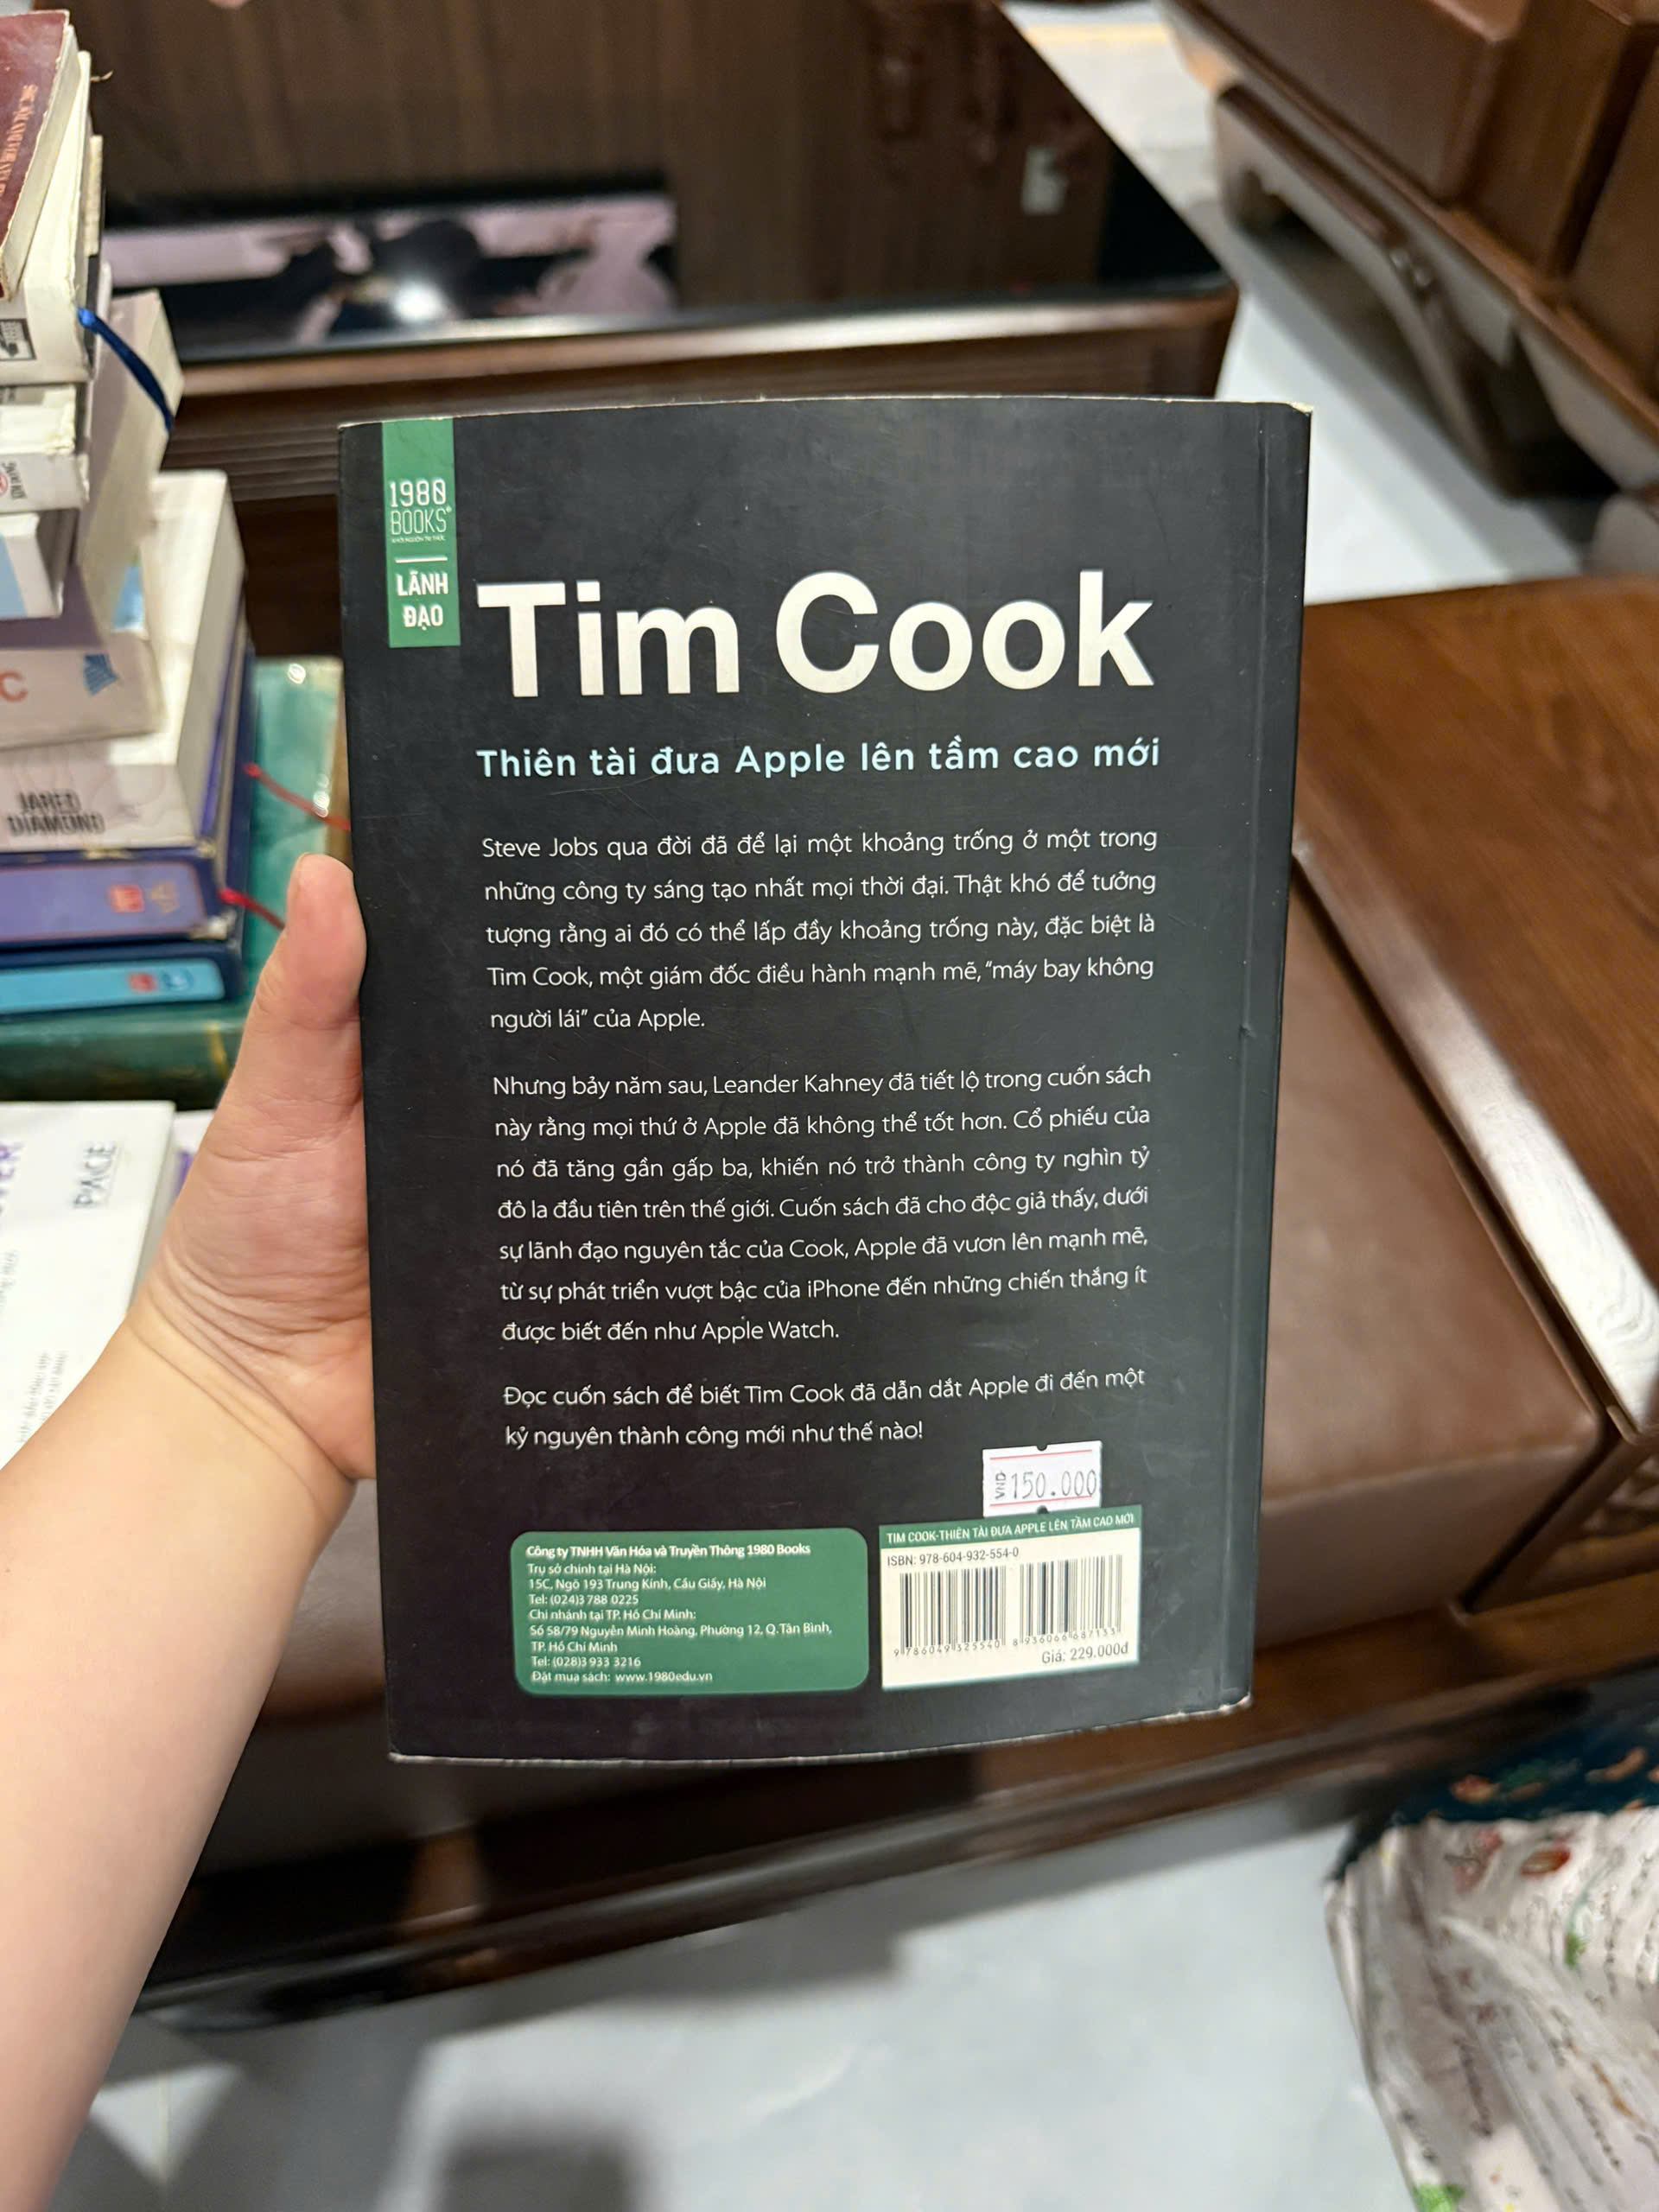 1980
BOOKS
LÃNH
ĐẠO
Tim Cook
Thiên tài đưa Apple lên tầm cao mới
Steve Jobs qua đời đã để lại một khoảng trống ở một trong
những công ty sáng tạo nhất mọi thời đại. Thật khó để tưởng
tượng rằng ai đó có thể lấp đầy khoảng trống này, đặc biệt là
Tim Cook, một giám đốc điều hành mạnh mẽ, "máy bay không
người lái" của Apple.
Nhưng bảy năm sau, Leander Kahney đã tiết lộ trong cuốn sách
này rằng mọi thứ ở Apple đã không thể tốt hơn. Cổ phiếu của
nó đã tăng gần gấp ba, khiến nó trở thành công ty nghìn tỷ
đô la đầu tiên trên thế giới. Cuốn sách đã cho độc giả thấy, dưới
sự lãnh đạo nguyên tắc của Cook, Apple đã vươn lên mạnh mẽ,
từ sự phát triển vượt bậc của iPhone đến những chiến thắng ít
được biết đến như Apple Watch.
Đọc cuốn sách để biết Tim Cook đã dẫn dắt Apple đi đến một
kỷ nguyên thành công mới như thế nào!
VNĐ 150.000
Công ty TNHH Văn Hóa và Truyền Thông 1980 Books
Trụ sở chính tại Hà Nội:
15C, Ngõ 193 Trung Kính, Cầu Giấy, Hà Nội
Tel: (024)3 788 0225
Chi nhánh tại TP. Hồ Chí Minh:
Số 58/79 Nguyễn Minh Hoàng, Phường 12, Q.Tân Bình,
TP. Hồ Chí Minh
Tel: (028)3 933 3216
Đặt mua sách: www.1980edu.vn
TIM COOK-THIÊN TÀI ĐƯA APPLE LÊN TẦM CAO MỚI
ISBN: 978-604-932-554-0
9 786049 325540 8 936066 687153
Giá: 229.000đ
JARED
DIAMOND
PACE